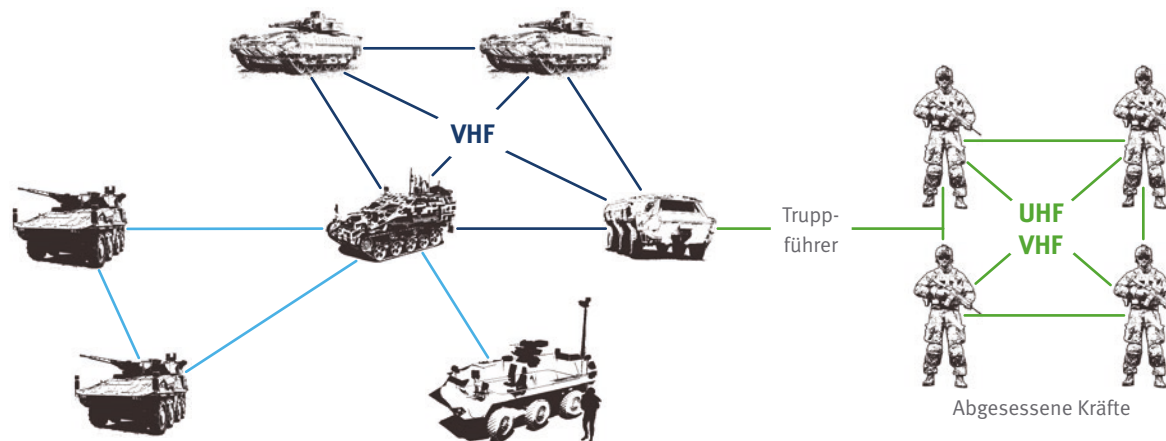 VHF
Trupp-
führer
UHF
VHF
Abgesessene Kräfte